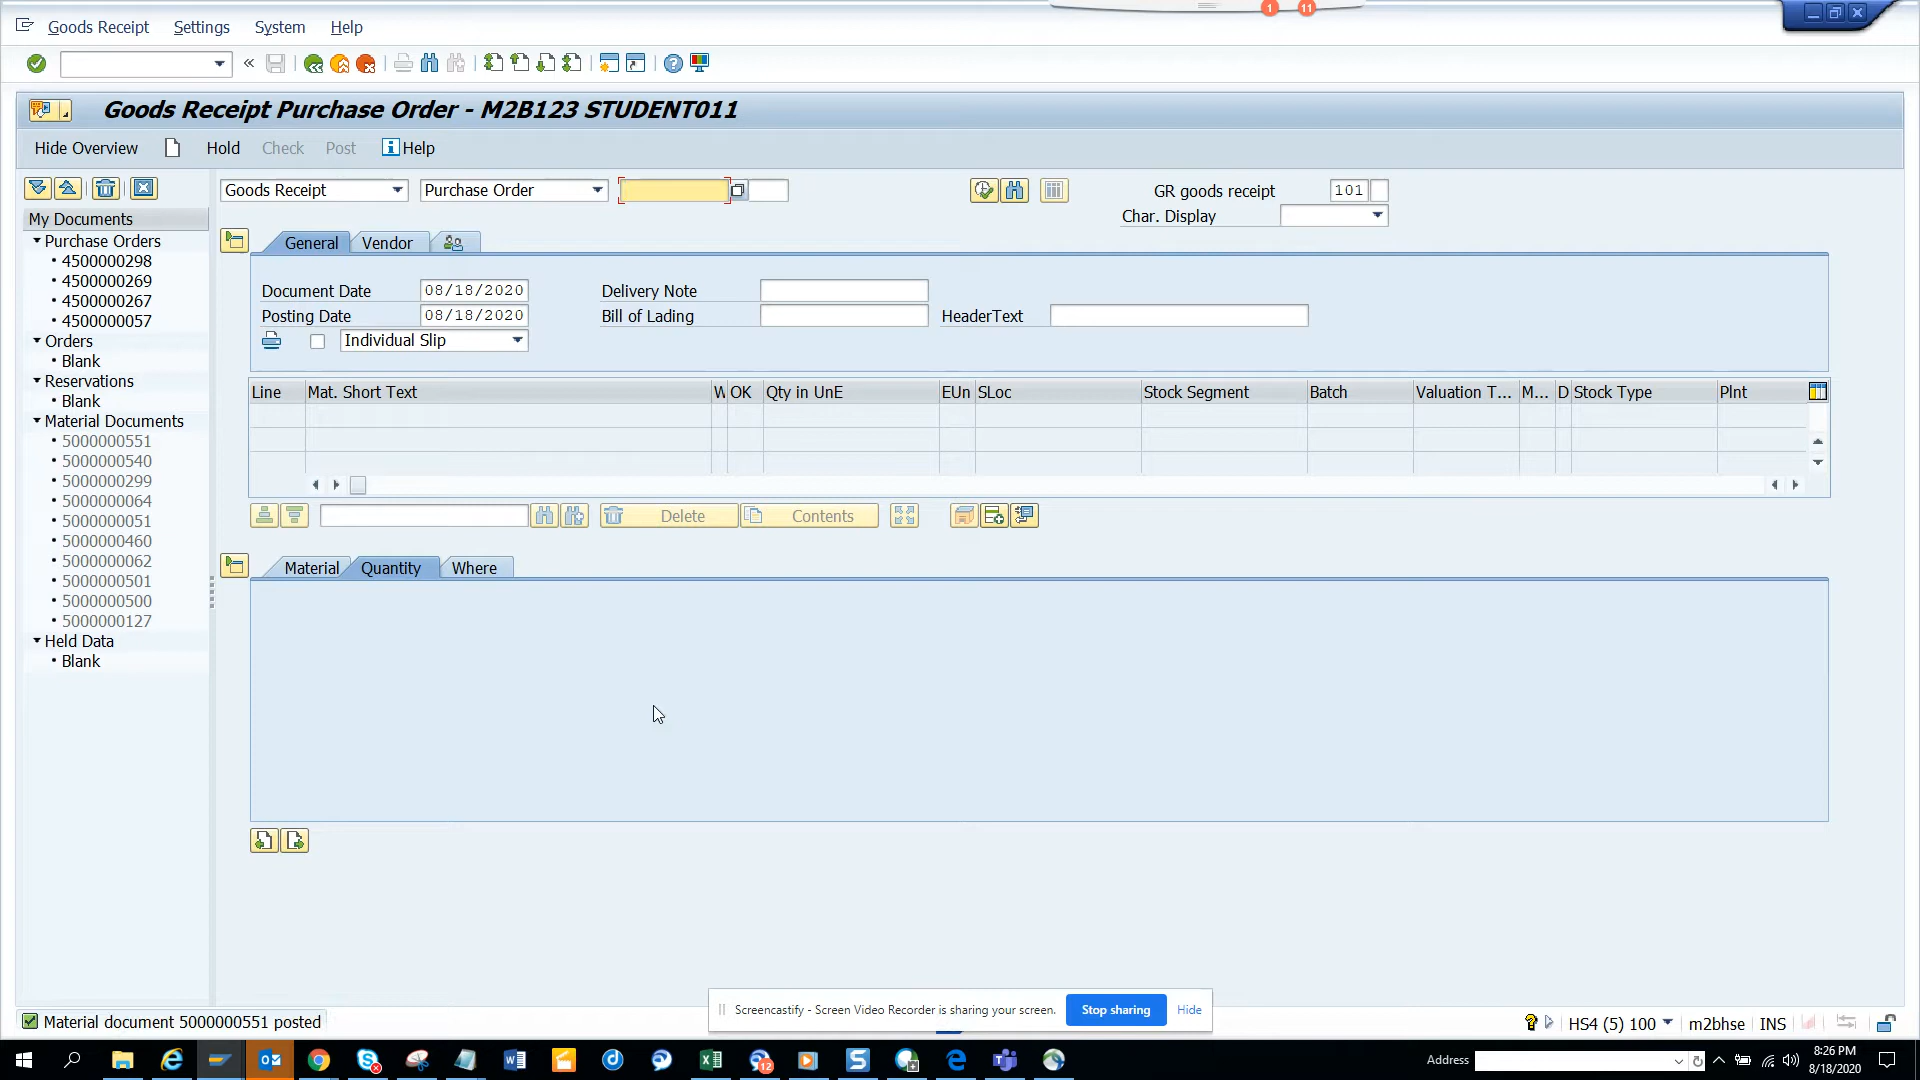 1 11
Goods Receipt Settings System Help
Goods Receipt Purchase Order - M2B123 STUDENT011
Hide Overview Hold Check Post Help
Goods Receipt Purchase Order GR goods receipt 101
Char. Display
My Documents
Purchase Orders
4500000298
4500000269
4500000267
4500000057
Orders
Blank
Reservations
Blank
Material Documents
5000000551
5000000540
5000000299
5000000064
5000000051
5000000460
5000000062
5000000501
5000000500
5000000127
Held Data
Blank
General Vendor
Document Date 08/18/2020 Delivery Note
Posting Date 08/18/2020 Bill of Lading HeaderText
Individual Slip
Line Mat. Short Text W OK Qty in UnE EUn SLoc Stock Segment Batch Valuation T... M... D Stock Type Plnt
Delete Contents
Material Quantity Where
Screencastify - Screen Video Recorder is sharing your screen. Stop sharing Hide
Material document 5000000551 posted
HS4 (5) 100 m2bhse INS
12
Address
8:26 PM
8/18/2020